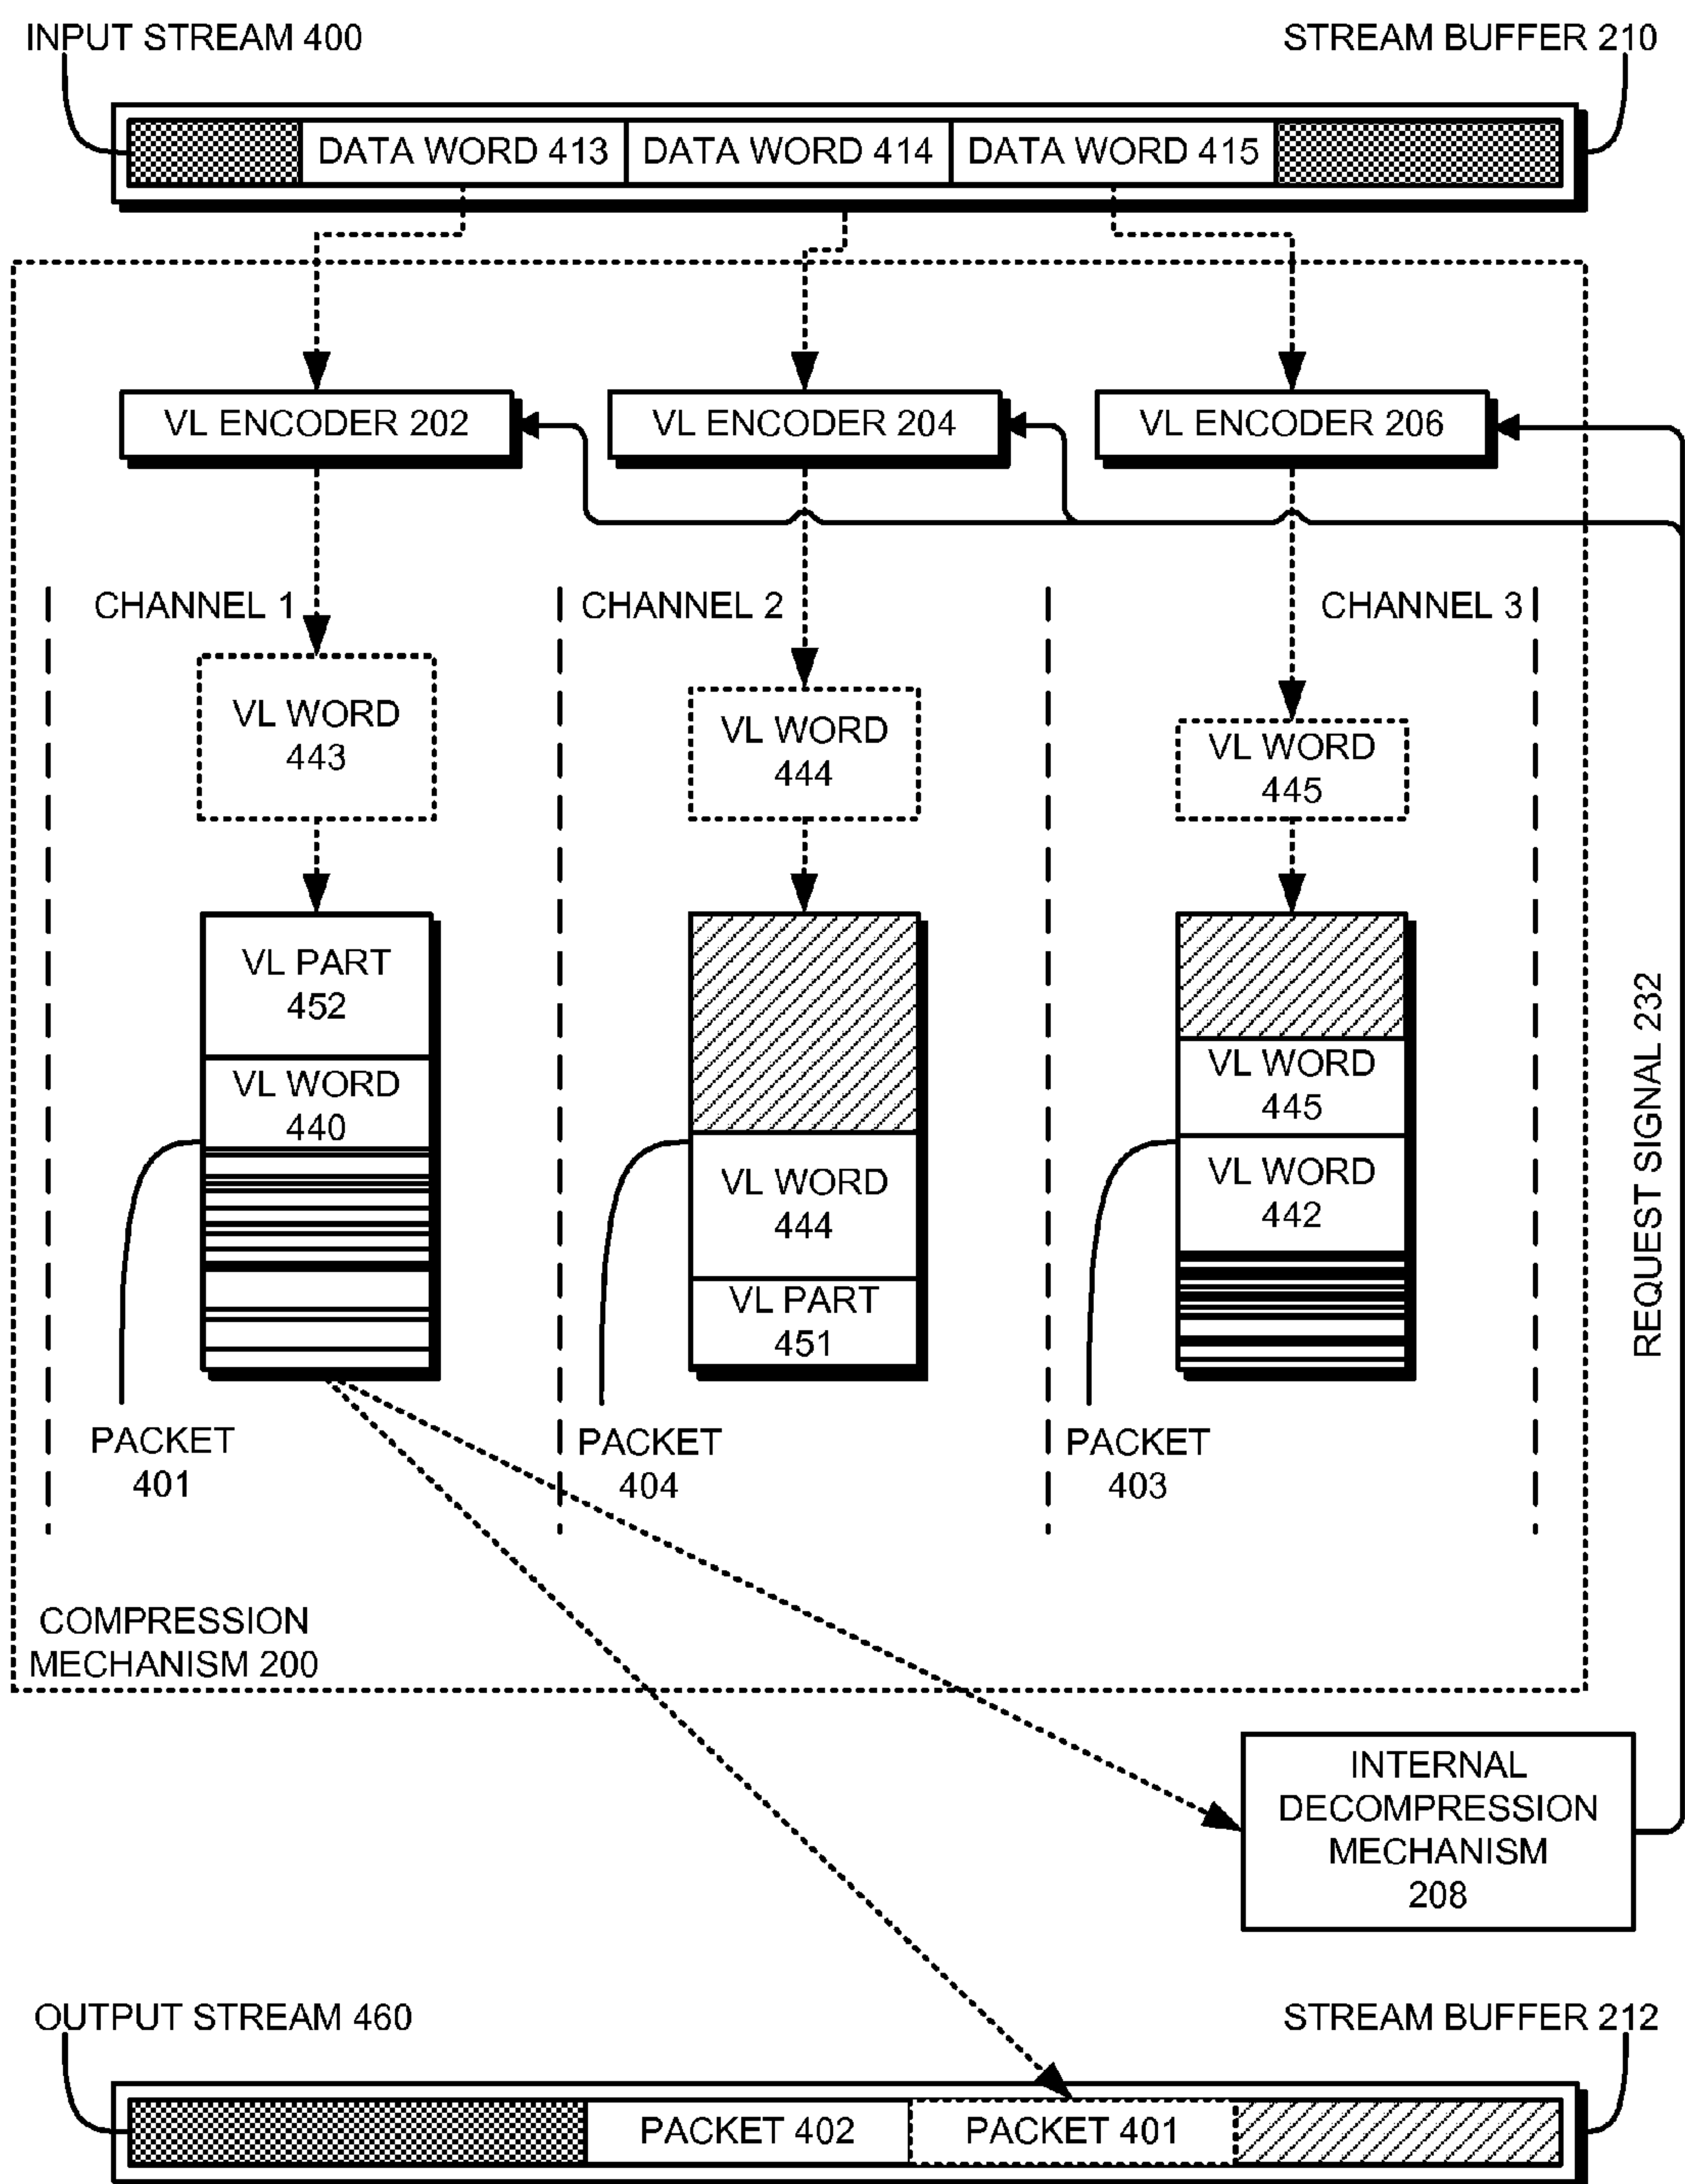 INPUT STREAM 400
STREAM BUFFER 210
DATA WORD 413
DATA WORD 414
DATA WORD 415
VL ENCODER 202
VL ENCODER 204
VL ENCODER 206
CHANNEL 1
CHANNEL 2
CHANNEL 3
VL WORD
443
VL WORD
444
VL WORD
445
VL PART
452
VL WORD
440
VL WORD
444
VL PART
451
VL WORD
445
VL WORD
442
REQUEST SIGNAL 232
PACKET
401
PACKET
404
PACKET
403
COMPRESSION
MECHANISM 200
INTERNAL
DECOMPRESSION
MECHANISM
208
OUTPUT STREAM 460
STREAM BUFFER 212
PACKET 402
PACKET 401